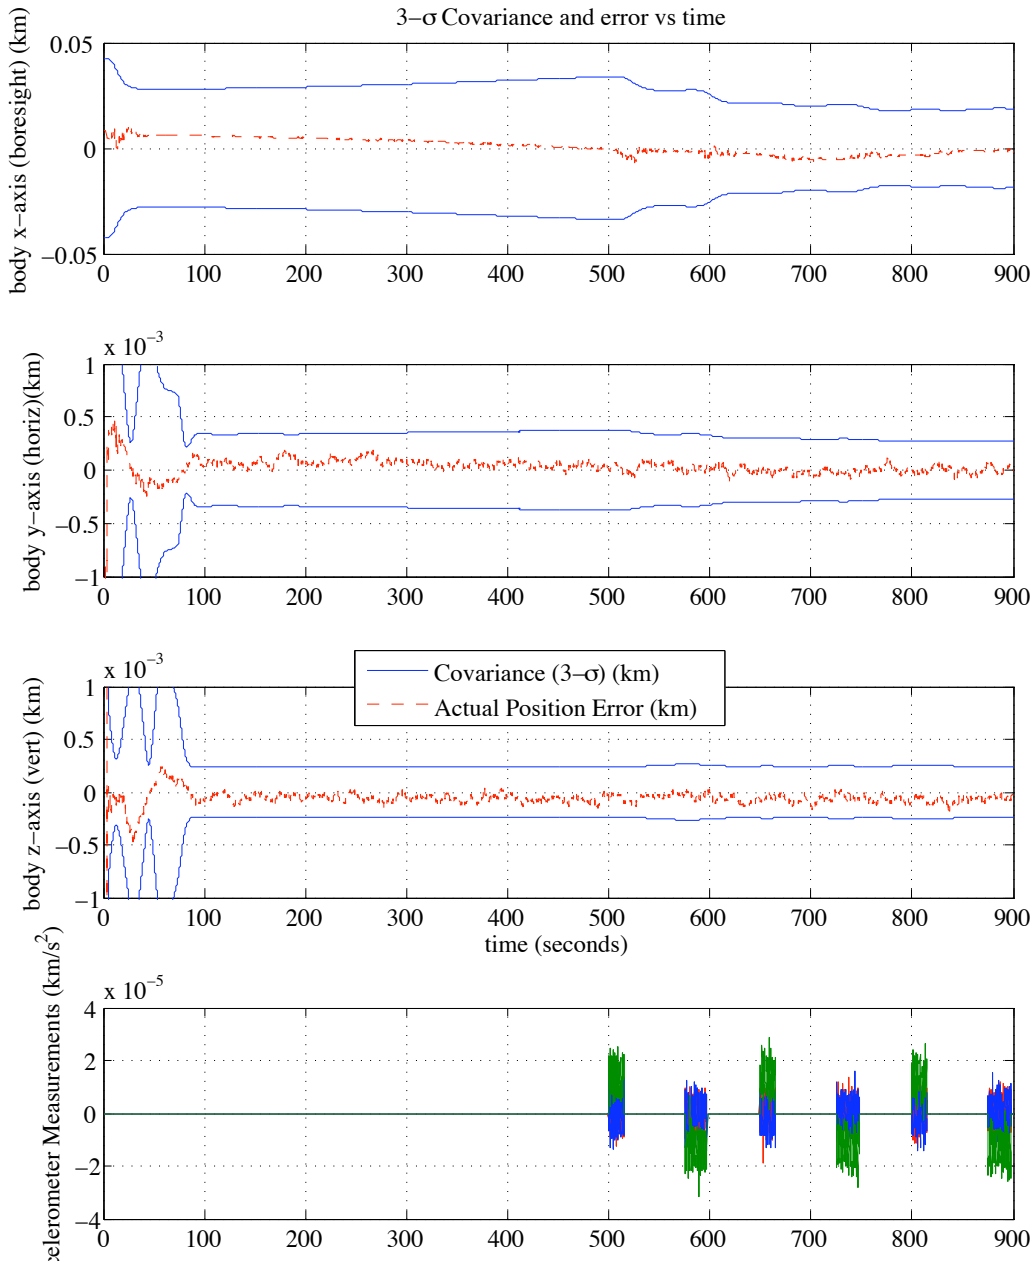 3−σ Covariance and error vs time
body x−axis (boresight) (km)
0.05
0
−0.05
0 100 200 300 400 500 600 700 800 900
x 10−3
body y−axis (horiz)(km)
1
0.5
0
−0.5
−1
0 100 200 300 400 500 600 700 800 900
x 10−3
body z−axis (vert) (km)
1
0.5
0
−0.5
−1
Covariance (3−σ) (km)
Actual Position Error (km)
0 100 200 300 400 500 600 700 800 900
time (seconds)
x 10−5
celerometer Measurements (km/s2)
4
2
0
−2
−4
0 100 200 300 400 500 600 700 800 900